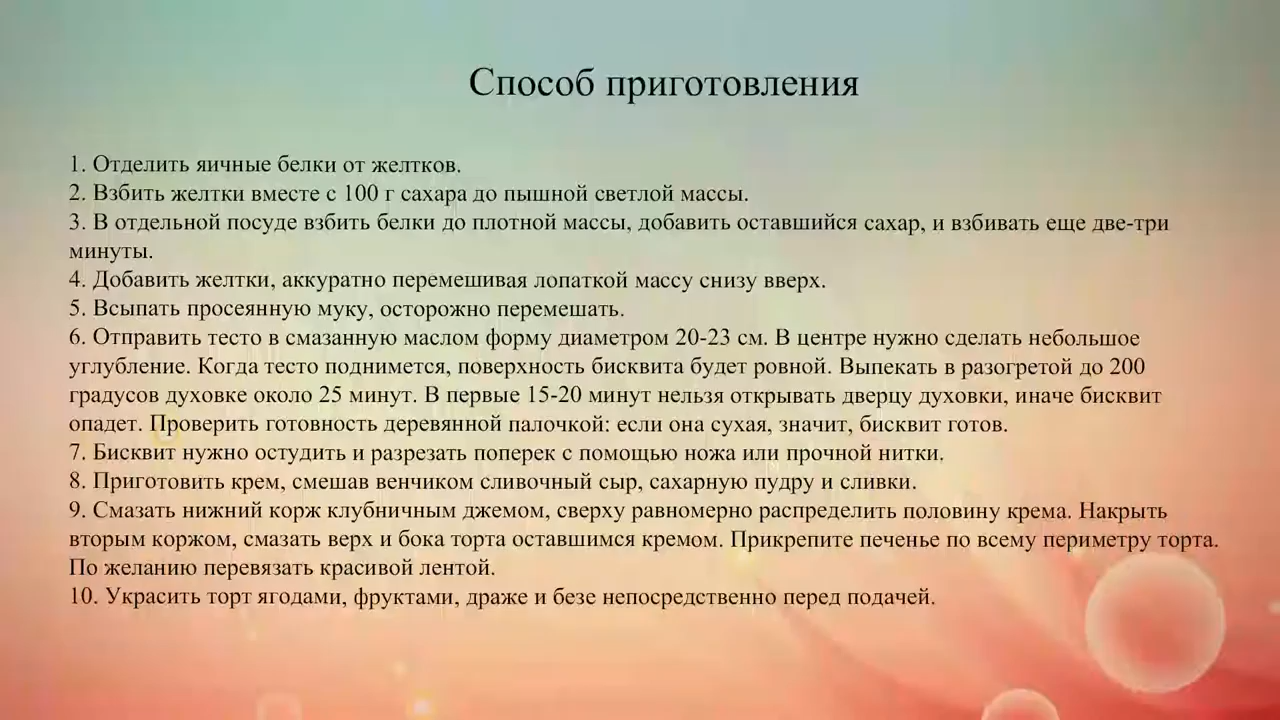 Способ приготовления
1. Отделить яичные белки от желтков.
2. Взбить желтки вместе с 100 г сахара до пышной светлой массы.
3. В отдельной посуде взбить белки до плотной массы, добавить оставшийся сахар, и взбивать еще две-три
минуты.
4. Добавить желтки, аккуратно перемешивая лопаткой массу снизу вверх.
5. Всыпать просеянную муку, осторожно перемешать.
6. Отправить тесто в смазанную маслом форму диаметром 20-23 см. В центре нужно сделать небольшое
углубление. Когда тесто поднимется, поверхность бисквита будет ровной. Выпекать в разогретой до 200
градусов духовке около 25 минут. В первые 15-20 минут нельзя открывать дверцу духовки, иначе бисквит
опадет. Проверить готовность деревянной палочкой: если она сухая, значит, бисквит готов.
7. Бисквит нужно остудить и разрезать поперек с помощью ножа или прочной нитки.
8. Приготовить крем, смешав венчиком сливочный сыр, сахарную пудру и сливки.
9. Смазать нижний корж клубничным джемом, сверху равномерно распределить половину крема. Накрыть
вторым коржом, смазать верх и бока торта оставшимся кремом. Прикрепите печенье по всему периметру торта.
По желанию перевязать красивой лентой.
10. Украсить торт ягодами, фруктами, драже и безе непосредственно перед подачей.